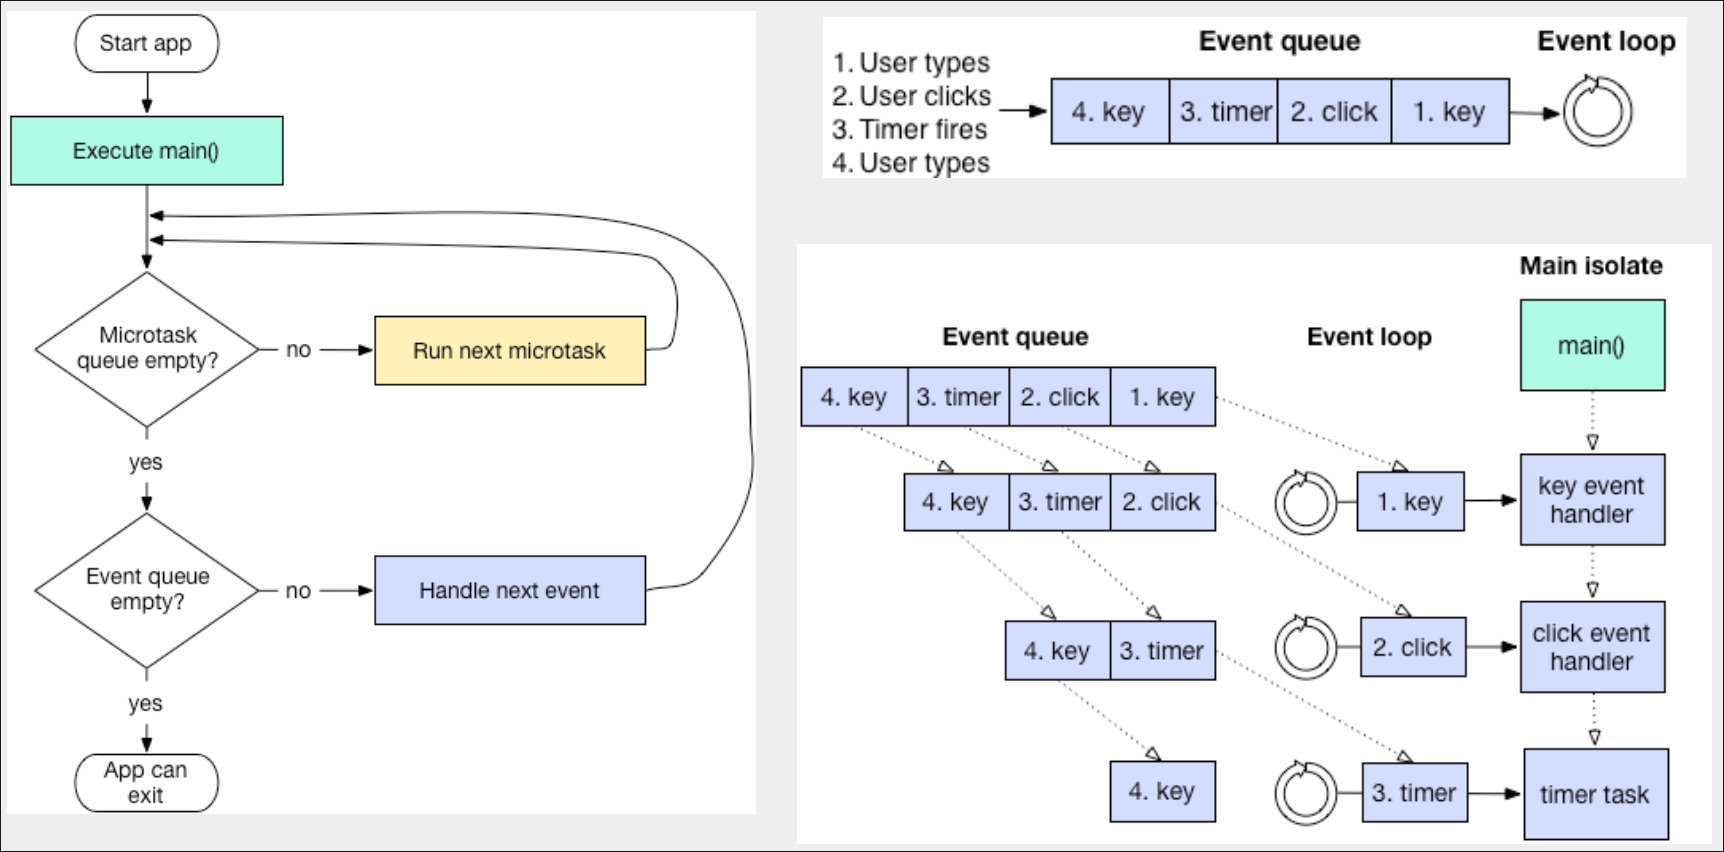 Start app
Execute main()
Microtask
queue empty?
no
Run next microtask
yes
Event queue
empty?
no
Handle next event
yes
App can
exit
Event queue
Event loop
1. User types
2. User clicks
3. Timer fires
4. User types
4. key
3. timer
2. click
1. key
Main isolate
Event queue
Event loop
main()
4. key
3. timer
2. click
1. key
4. key
3. timer
2. click
1. key
key event
handler
4. key
3. timer
2. click
click event
handler
4. key
3. timer
timer task